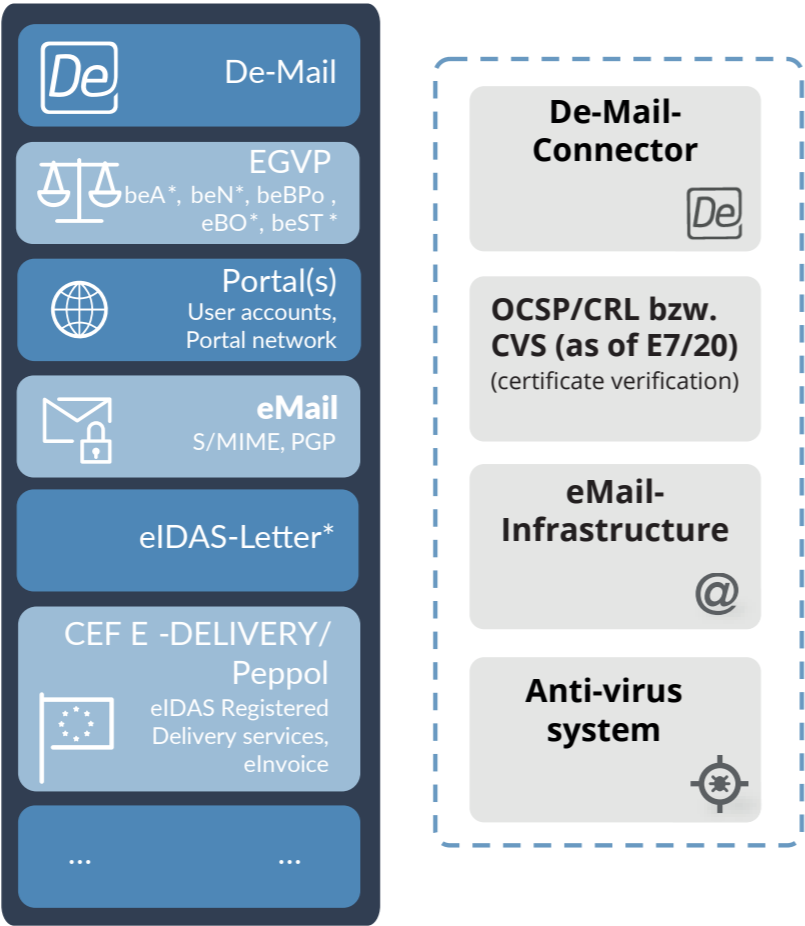 De
De-Mail
EGVP
beA*, beN*, beBPo ,
eBO*, beST *
Portal(s)
User accounts,
Portal network
eMail
S/MIME, PGP
eIDAS-Letter*
CEF E -DELIVERY/
Peppol
eIDAS Registered
Delivery services,
eInvoice
... ...
De-Mail-
Connector
De
OCSP/CRL bzw.
CVS (as of E7/20)
(certificate verification)
eMail-
Infrastructure
@
Anti-virus
system